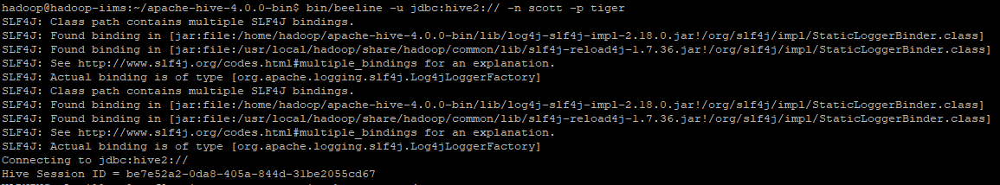 hadoop@hadoop-iims:~/apache-hive-4.0.0-bin$ bin/beeline -u jdbc:hive2:// -n scott -p tiger
SLF4J: Class path contains multiple SLF4J bindings.
SLF4J: Found binding in [jar:file:/home/hadoop/apache-hive-4.0.0-bin/lib/log4j-slf4j-impl-2.18.0.jar!/org/slf4j/impl/StaticLoggerBinder.class]
SLF4J: Found binding in [jar:file:/usr/local/hadoop/share/hadoop/common/lib/slf4j-reload4j-1.7.36.jar!/org/slf4j/impl/StaticLoggerBinder.class]
SLF4J: See http://www.slf4j.org/codes.html#multiple_bindings for an explanation.
SLF4J: Actual binding is of type [org.apache.logging.slf4j.Log4jLoggerFactory]
SLF4J: Class path contains multiple SLF4J bindings.
SLF4J: Found binding in [jar:file:/home/hadoop/apache-hive-4.0.0-bin/lib/log4j-slf4j-impl-2.18.0.jar!/org/slf4j/impl/StaticLoggerBinder.class]
SLF4J: Found binding in [jar:file:/usr/local/hadoop/share/hadoop/common/lib/slf4j-reload4j-1.7.36.jar!/org/slf4j/impl/StaticLoggerBinder.class]
SLF4J: See http://www.slf4j.org/codes.html#multiple_bindings for an explanation.
SLF4J: Actual binding is of type [org.apache.logging.slf4j.Log4jLoggerFactory]
Connecting to jdbc:hive2://
Hive Session ID = be7e52a2-0da8-405a-844d-31be2055cd67